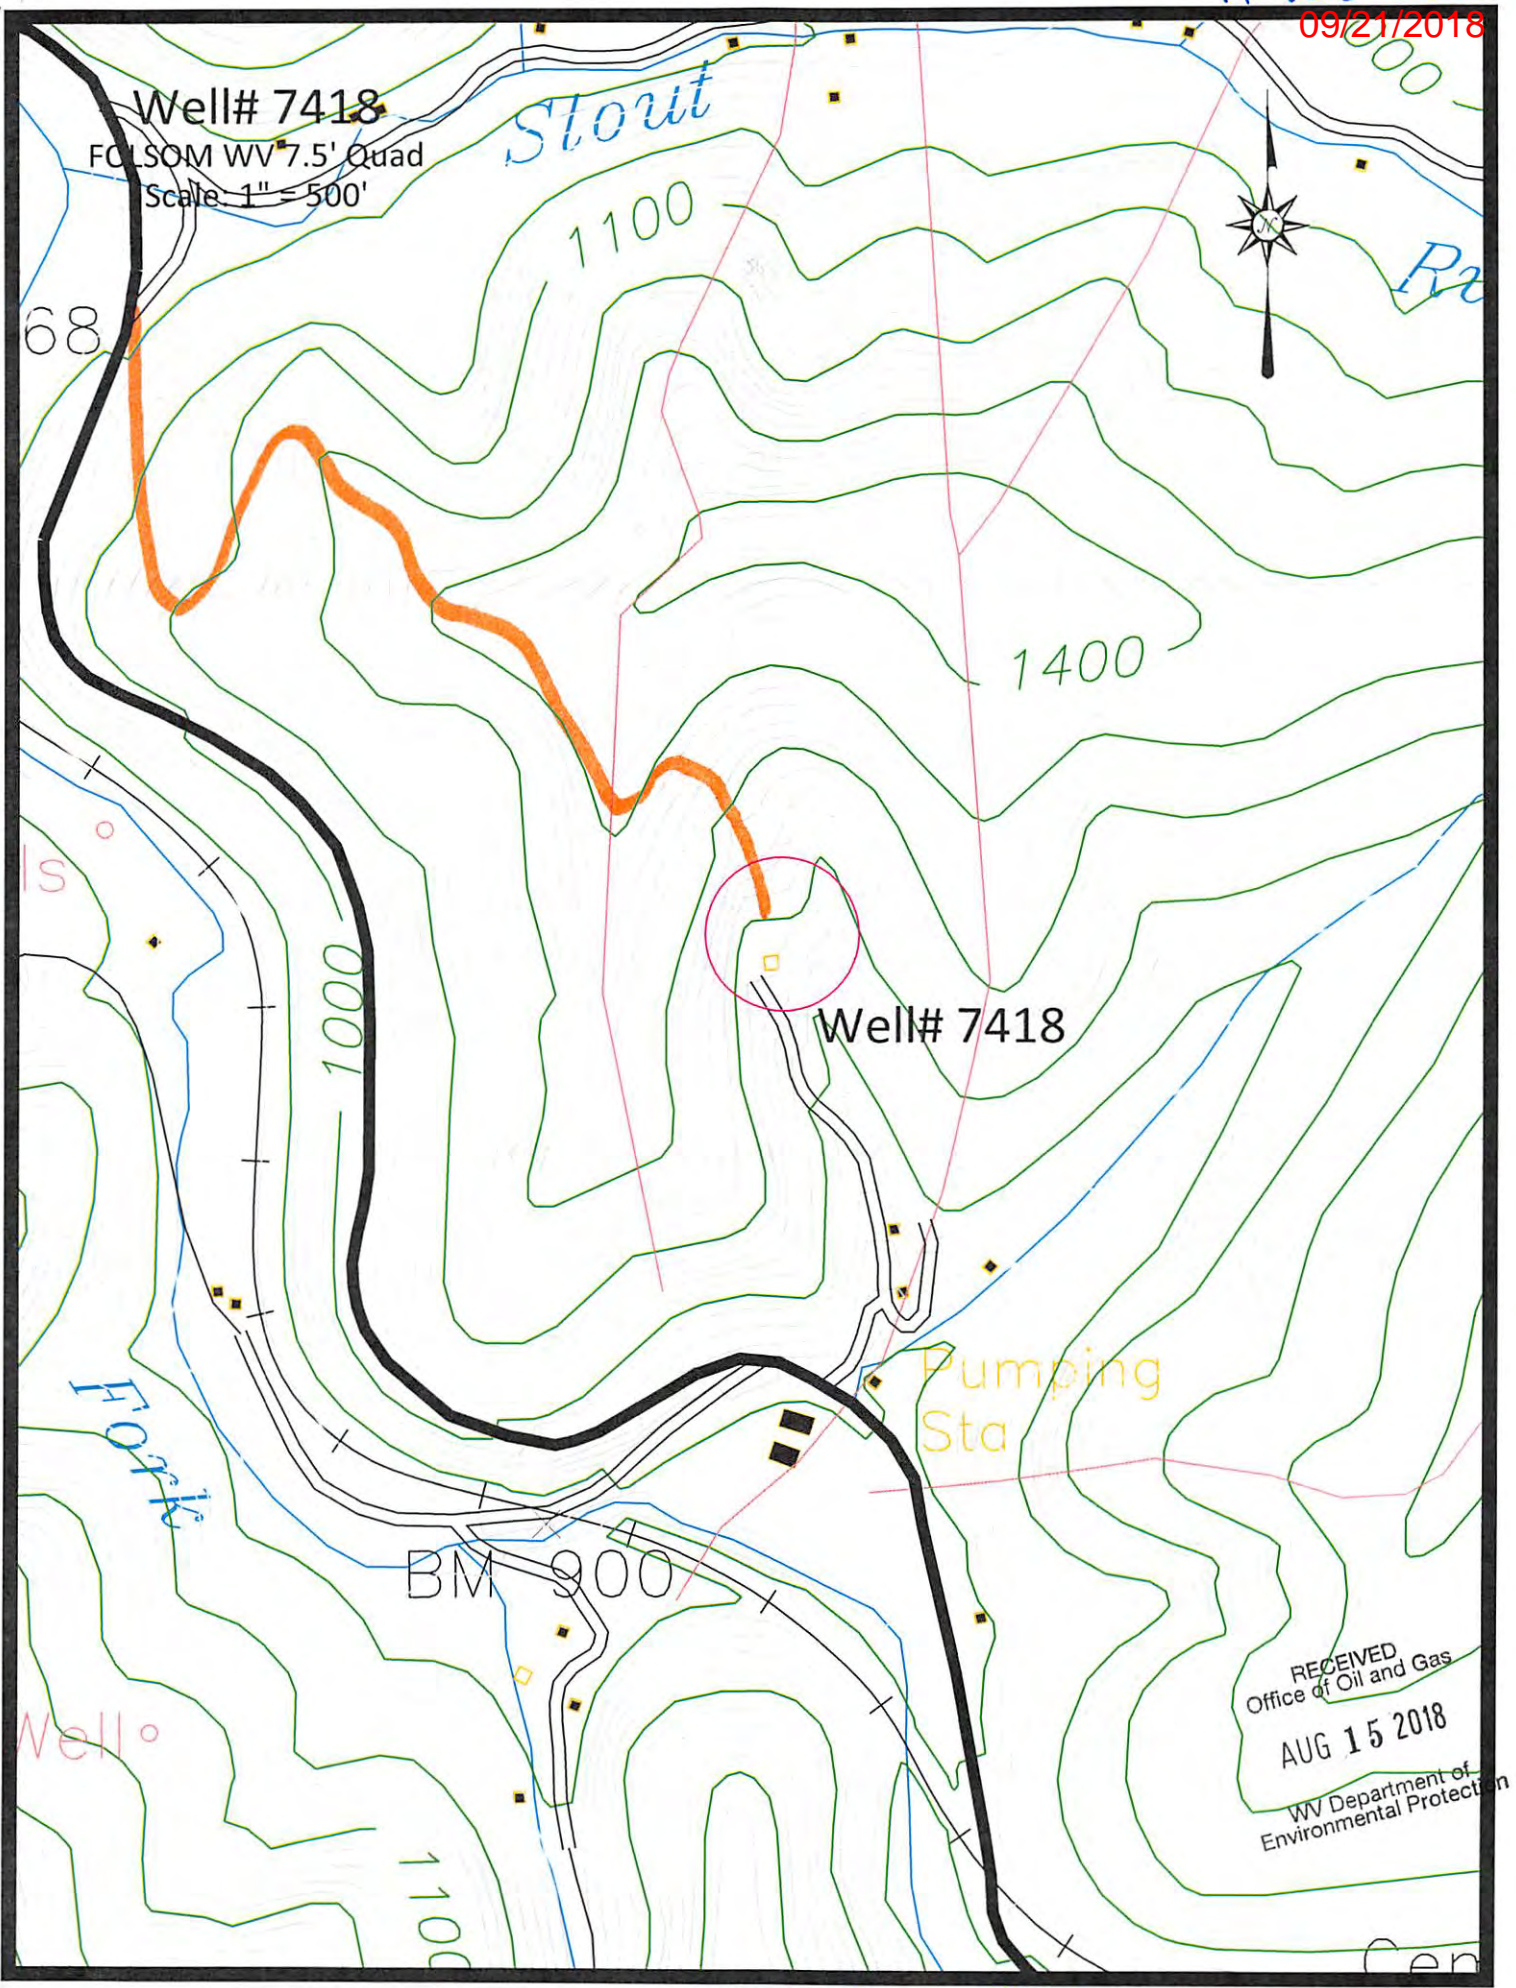 09/21/2018
Well# 7418
FOLSOM WV 7.5' Quad
Scale: 1" = 500'
Stout
1100
N
68
1400
ls
1000
Well# 7418
Pumping
Sta
Fork
BM 900
RECEIVED
Office of Oil and Gas
AUG 15 2018
WV Department of
Environmental Protection
Well
1100
Cen